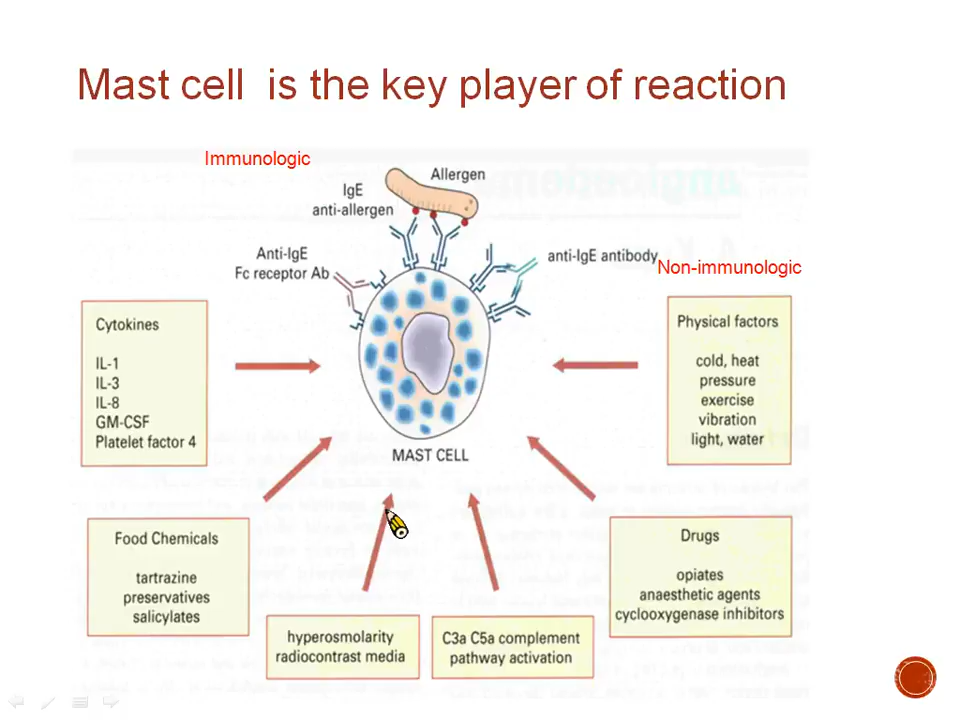 Mast cell is the key player of reaction
Immunologic
Allergen
IgE
anti-allergen
Anti-IgE
Fc receptor Ab
anti-IgE antibody
Non-immunologic
Cytokines
IL-1
IL-3
IL-8
GM-CSF
Platelet factor 4
Physical factors
cold, heat
pressure
exercise
vibration
light, water
MAST CELL
Food Chemicals
tartrazine
preservatives
salicylates
hyperosmolarity
radiocontrast media
C3a C5a complement
pathway activation
Drugs
opiates
anaesthetic agents
cyclooxygenase inhibitors